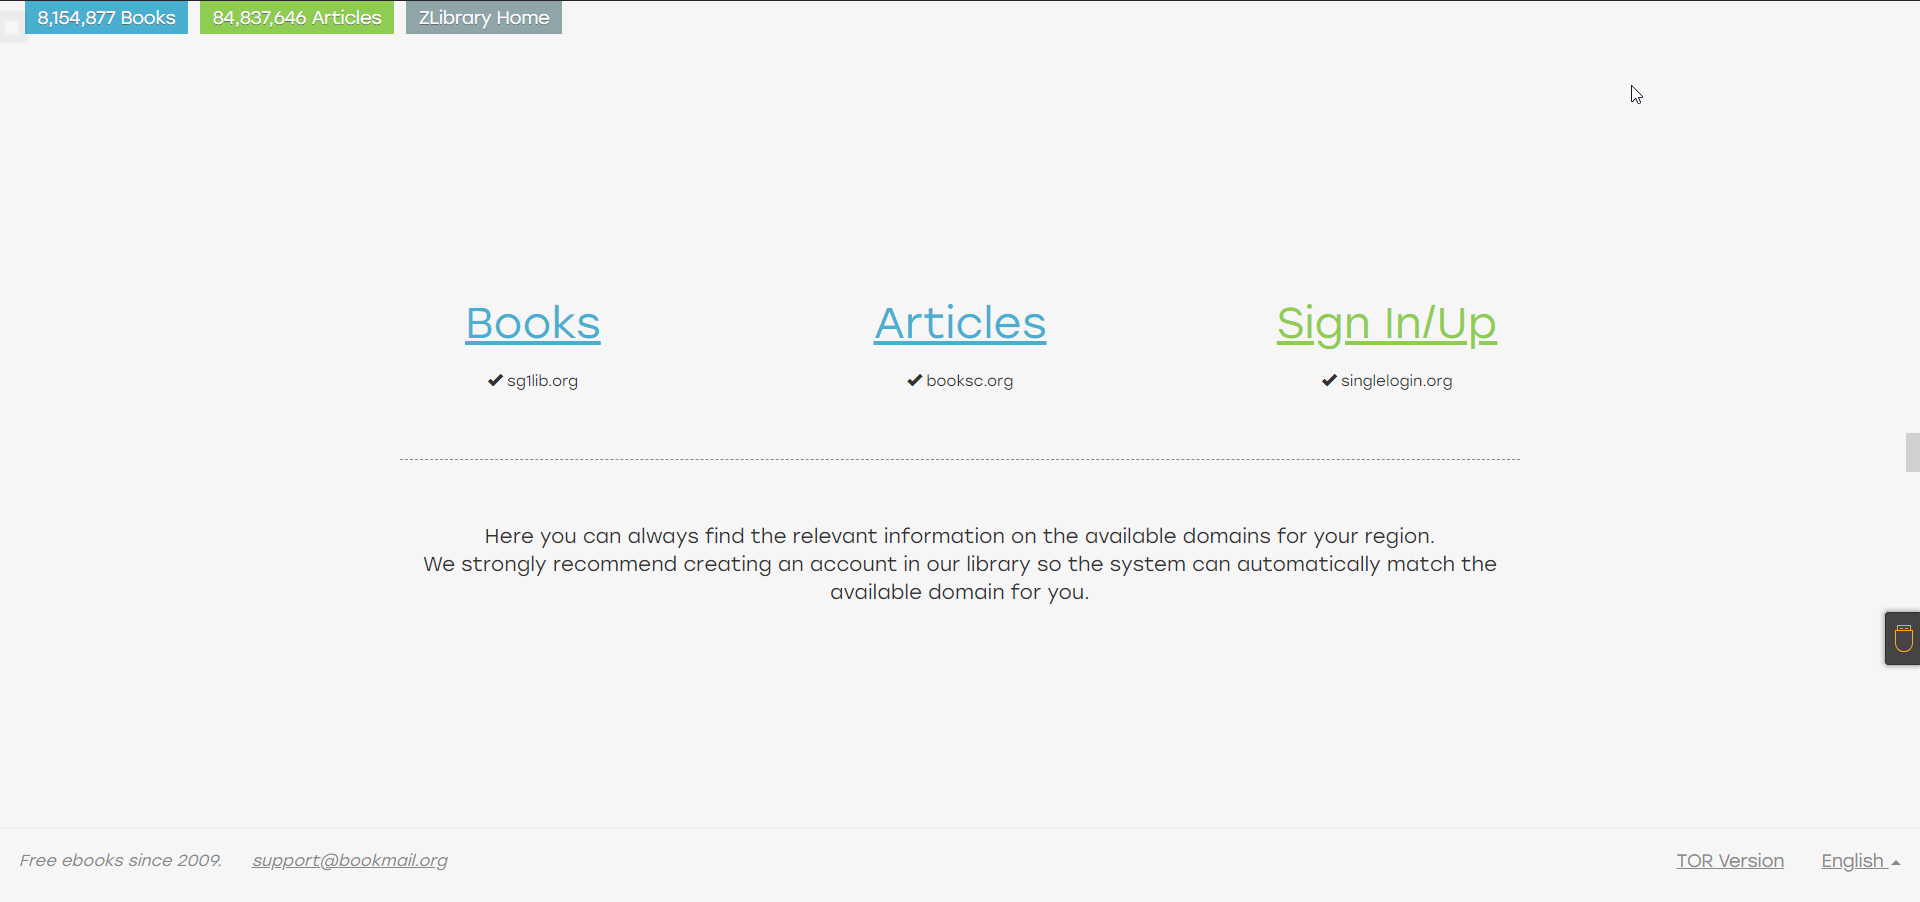 8,154,877 Books
84,837,646 Articles
ZLibrary Home
Books
Articles
Sign In/Up
sg1lib.org
booksc.org
singlelogin.org
Here you can always find the relevant information on the available domains for your region.
We strongly recommend creating an account in our library so the system can automatically match the
available domain for you.
Free ebooks since 2009.
support@bookmail.org
TOR Version
English